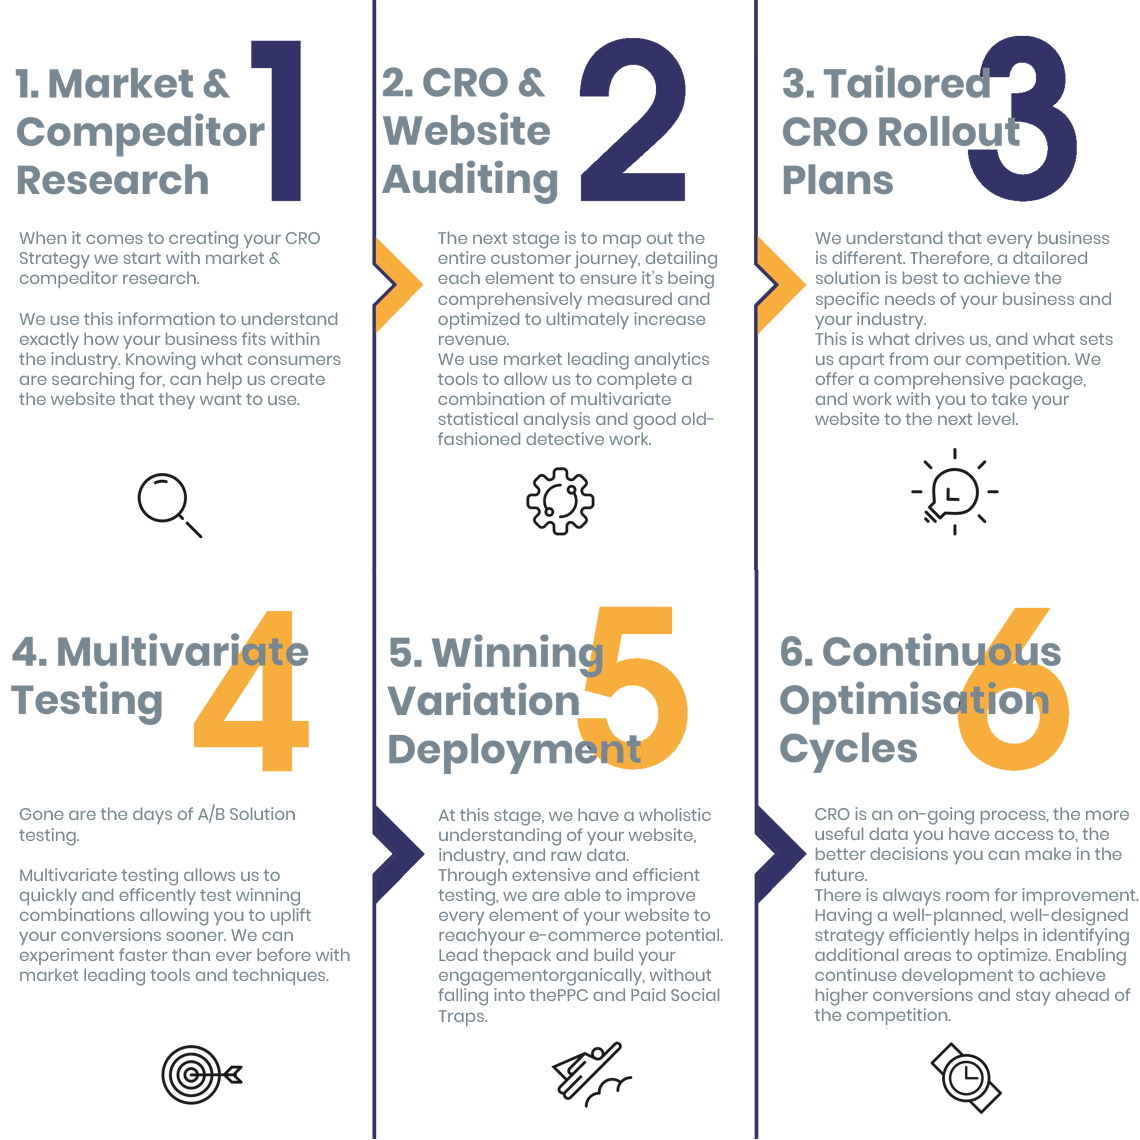 1. Market &
Compeditor
Research
1
When it comes to creating your CRO
Strategy we start with market &
compeditor research.
We use this information to understand
exactly how your business fits within
the industry. Knowing what consumers
are searching for, can help us create
the website that they want to use.
2. CRO &
Website
Auditing
2
The next stage is to map out the
entire customer journey, detailing
each element to ensure it's being
comprehensively measured and
optimized to ultimately increase
revenue.
We use market leading analytics
tools to allow us to complete a
combination of multivariate
statistical analysis and good old-
fashioned detective work.
3. Tailored
CRO Rollout
Plans
3
We understand that every business
is different. Therefore, a dtailored
solution is best to achieve the
specific needs of your business and
your industry.
This is what drives us, and what sets
us apart from our competition. We
offer a comprehensive package,
and work with you to take your
website to the next level.
4. Multivariate
Testing
4
Gone are the days of A/B Solution
testing.
Multivariate testing allows us to
quickly and efficently test winning
combinations allowing you to uplift
your conversions sooner. We can
experiment faster than ever before with
market leading tools and techniques.
5. Winning
Variation
Deployment
5
At this stage, we have a wholistic
understanding of your website,
industry, and raw data.
Through extensive and efficient
testing, we are able to improve
every element of your website to
reachyour e-commerce potential.
Lead thepack and build your
engagementorganically, without
falling into thePPC and Paid Social
Traps.
6. Continuous
Optimisation
Cycles
6
CRO is an on-going process, the more
useful data you have access to, the
better decisions you can make in the
future.
There is always room for improvement.
Having a well-planned, well-designed
strategy efficiently helps in identifying
additional areas to optimize. Enabling
continuse development to achieve
higher conversions and stay ahead of
the competition.